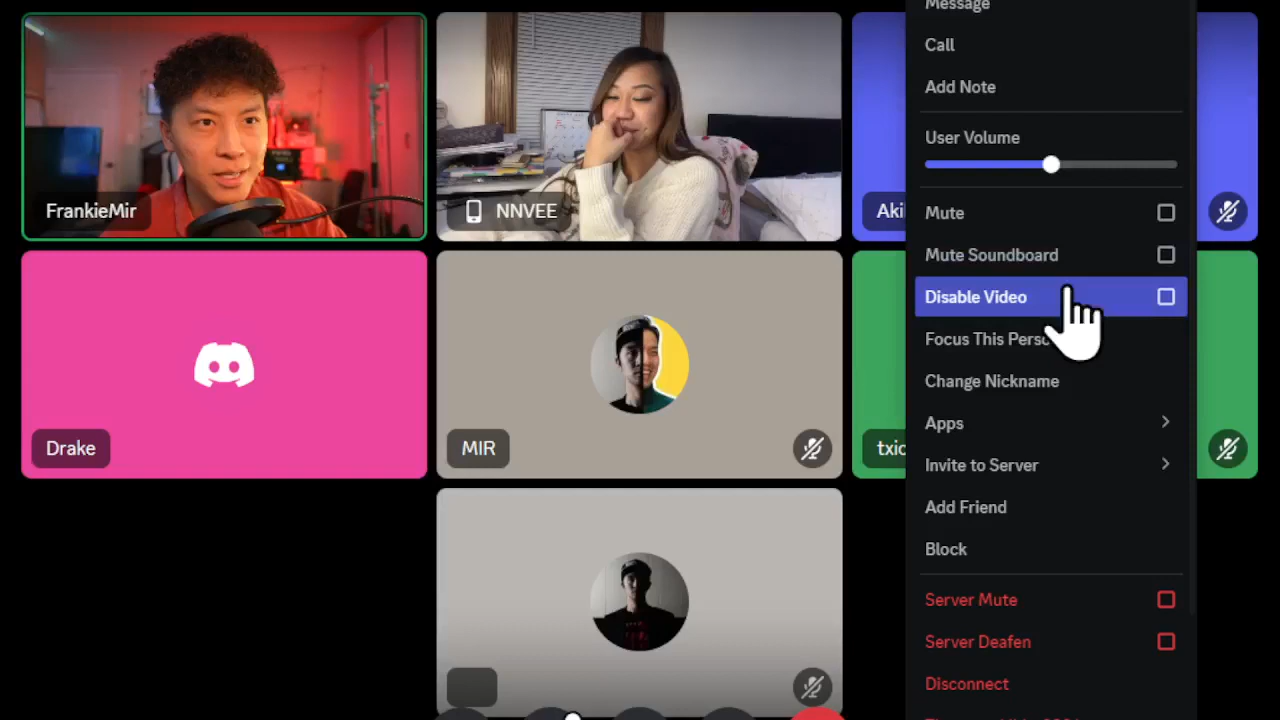 Message
Call
Add Note
User Volume
FrankieMir
NNVEE
Aki
Mute
Mute Soundboard
Disable Video
Focus This Perso
Change Nickname
Apps
Drake
MIR
txic
Invite to Server
Add Friend
Block
Server Mute
Server Deafen
Disconnect